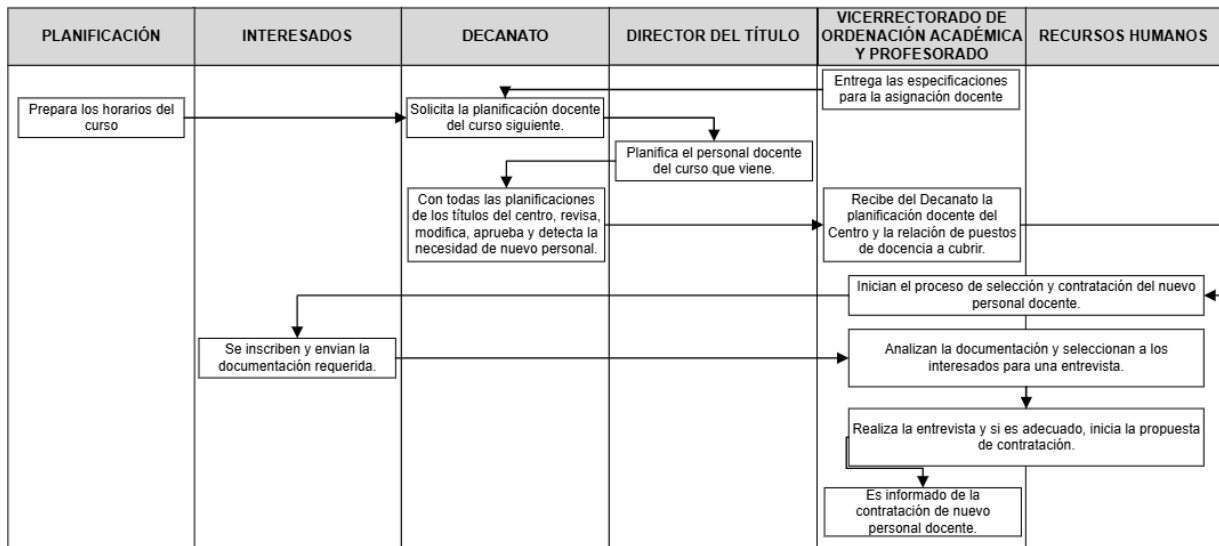 PLANIFICACIÓN
INTERESADOS
DECANATO
DIRECTOR DEL TÍTULO
VICERRECTORADO DE
ORDENACIÓN ACADÉMICA
Y PROFESORADO
RECURSOS HUMANOS
Entrega las especificaciones
para la asignación docente
Prepara los horarios del
curso
Solicita la planificación docente
del curso siguiente.
Planifica el personal docente
del curso que viene.
Con todas las planificaciones
de los títulos del centro, revisa,
modifica, aprueba y detecta la
necesidad de nuevo personal.
Recibe del Decanato la
planificación docente del
Centro y la relación de puestos
de docencia a cubrir.
Inician el proceso de selección y contratación del nuevo
personal docente.
Se inscriben y envian la
documentación requerida.
Analizan la documentación y seleccionan a los
interesados para una entrevista.
Realiza la entrevista y si es adecuado, inicia la propuesta
de contratación.
Es informado de la
contratación de nuevo
personal docente.